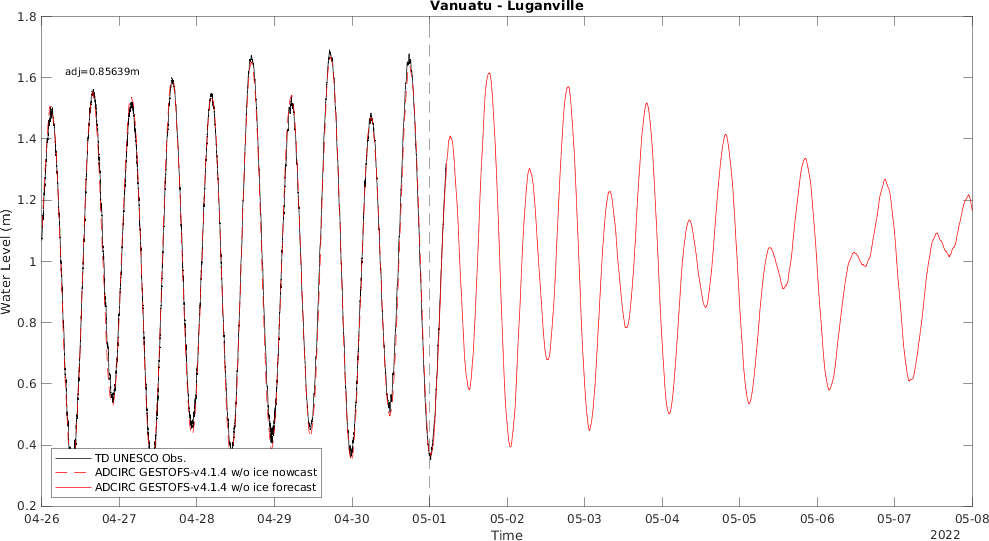 Vanuatu - Luganville
1.8
1.6
1.4
1.2
1
0.8
0.6
0.4
0.2
Water Level (m)
adj=0.85639m
TD UNESCO Obs.
ADCIRC GESTOFS-v4.1.4 w/o ice nowcast
ADCIRC GESTOFS-v4.1.4 w/o ice forecast
04-26 04-27 04-28 04-29 04-30 05-01 05-02 05-03 05-04 05-05 05-06 05-07 05-08
Time
2022